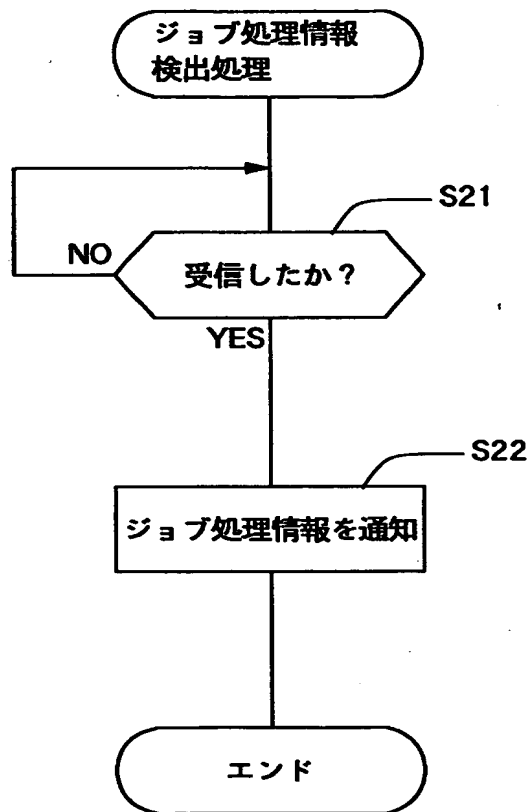 ジョブ処理情報
検出処理
S21
NO
受信したか？
YES
S22
ジョブ処理情報を通知
エンド